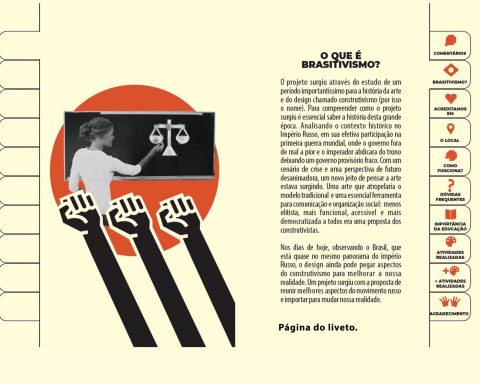 O QUE É
BRASITIVISMO?
O projeto surgiu através do estudo de um
período importantíssimo para a história da arte
e do design chamado construtivismo (por isso
o nome). Para compreender como o projeto
surgiu é essencial saber a história desta grande
época. Analisando o contexto histórico no
Império Russo, em sua efetiva participação na
primeira guerra mundial, onde o governo fora
de mal a pior e o imperador abdicara do trono
deixando um governo provisório fraco. Com um
cenário de crise e uma perspectiva de futuro
desanimadora, um novo jeito de pensar a arte
estava surgindo. Uma arte que atropelaria o
modelo tradicional e uma essencial ferramenta
para comunicação e organização social: menos
elitista, mais funcional, acessível e mais
democratizada a todos era uma proposta dos
construtivistas.
Nos dias de hoje, observando o Brasil, que
está quase no mesmo panorama do império
Russo, o design ainda pode pegar aspectos
do construtivismo para melhorar a nossa
realidade. Um projeto surgiu com a proposta de
reunir melhores aspectos do movimento russo
e importar para mudar nossa realidade.
Página do liveto.
COMENTÁRIOS
BRASITIVISMO?
ACREDITAMOS
EM
O LOCAL
COMO
FUNCIONA?
DÚVIDAS
FREQUENTES
IMPORTÂNCIA
DA EDUCAÇÃO
ATIVIDADES
REALIZADAS
+ ATIVIDADES
REALIZADAS
AGRADECIMENTO